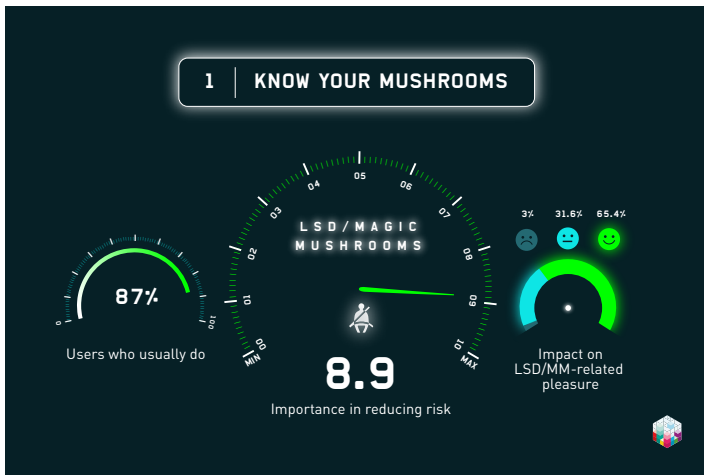 1 | KNOW YOUR MUSHROOMS
LSD/MAGIC
MUSHROOMS
MIN
00
01
02
03
04
05
06
07
08
09
10
MAX
8.9
Importance in reducing risk
0
87%
100
Users who usually do
3% 31.6% 65.4%
Impact on
LSD/MM-related
pleasure